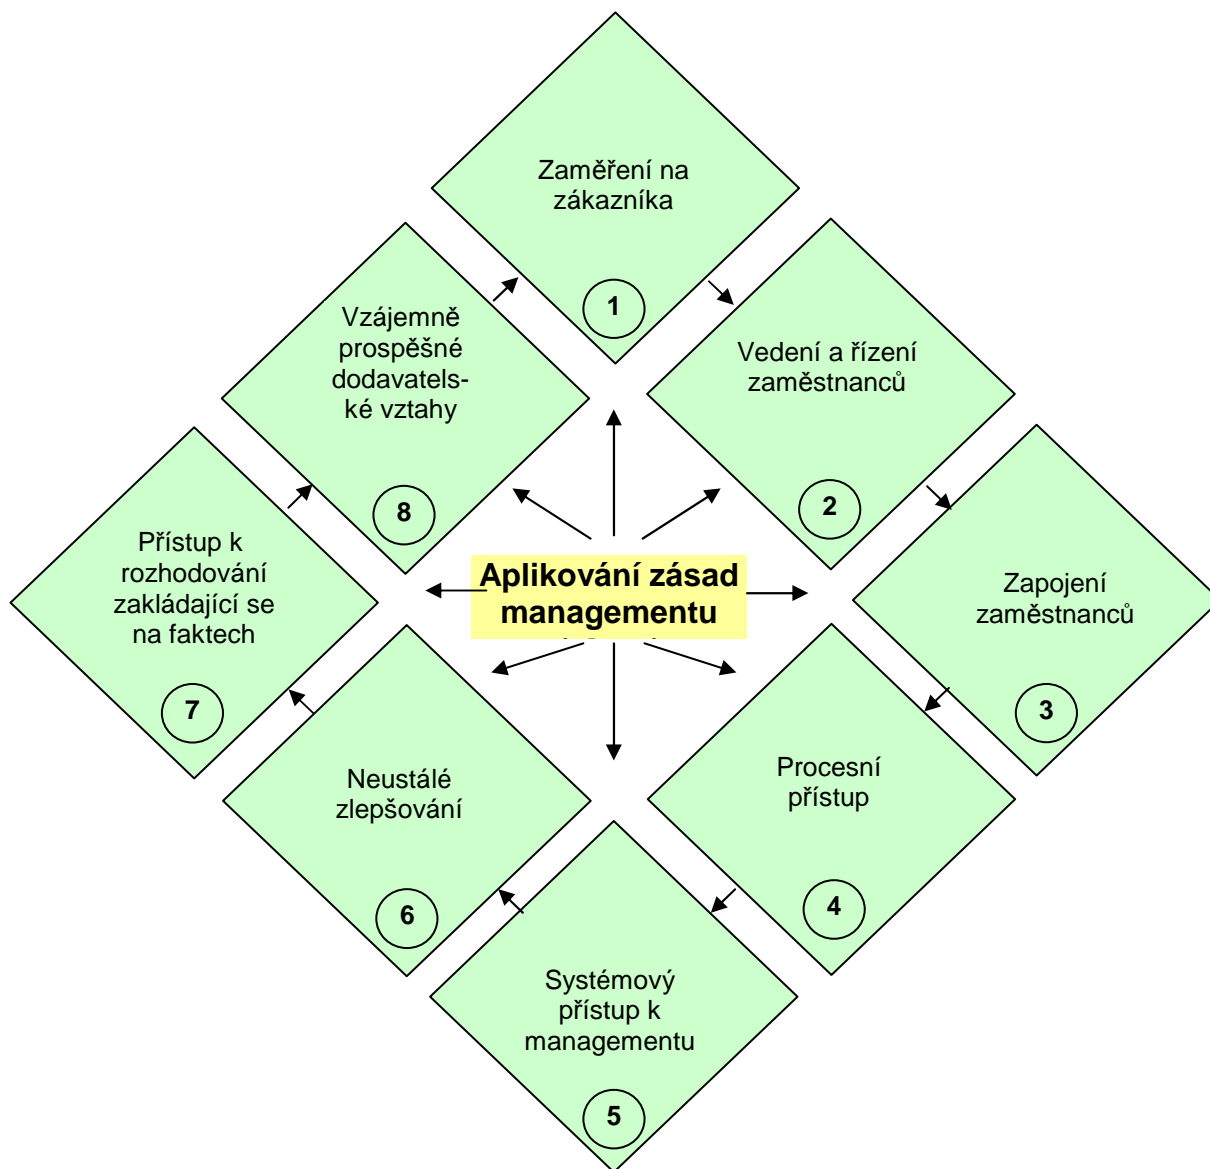 Zaměření na
zákazníka
1
Vedení a řízení
zaměstnanců
2
Zapojení
zaměstnanců
3
Procesní
přístup
4
Systémový
přístup k
managementu
5
Neustálé
zlepšování
6
Přístup k
rozhodování
zakládající se
na faktech
7
Vzájemně
prospěšné
dodavatels-
ké vztahy
8
Aplikování zásad
managementu